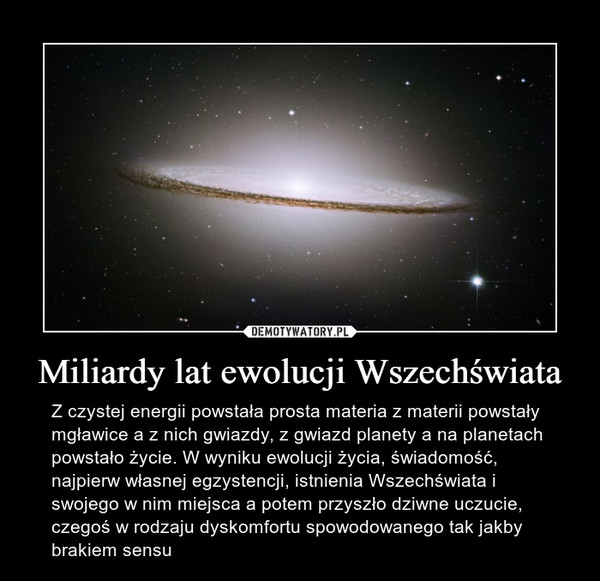 DEMOTYWATORY.PL
Miliardy lat ewolucji Wszechświata
Z czystej energii powstała prosta materia z materii powstały
mgławice a z nich gwiazdy, z gwiazd planety a na planetach
powstało życie. W wyniku ewolucji życia, świadomość,
najpierw własnej egzystencji, istnienia Wszechświata i
swojego w nim miejsca a potem przyszło dziwne uczucie,
czegoś w rodzaju dyskomfortu spowodowanego tak jakby
brakiem sensu